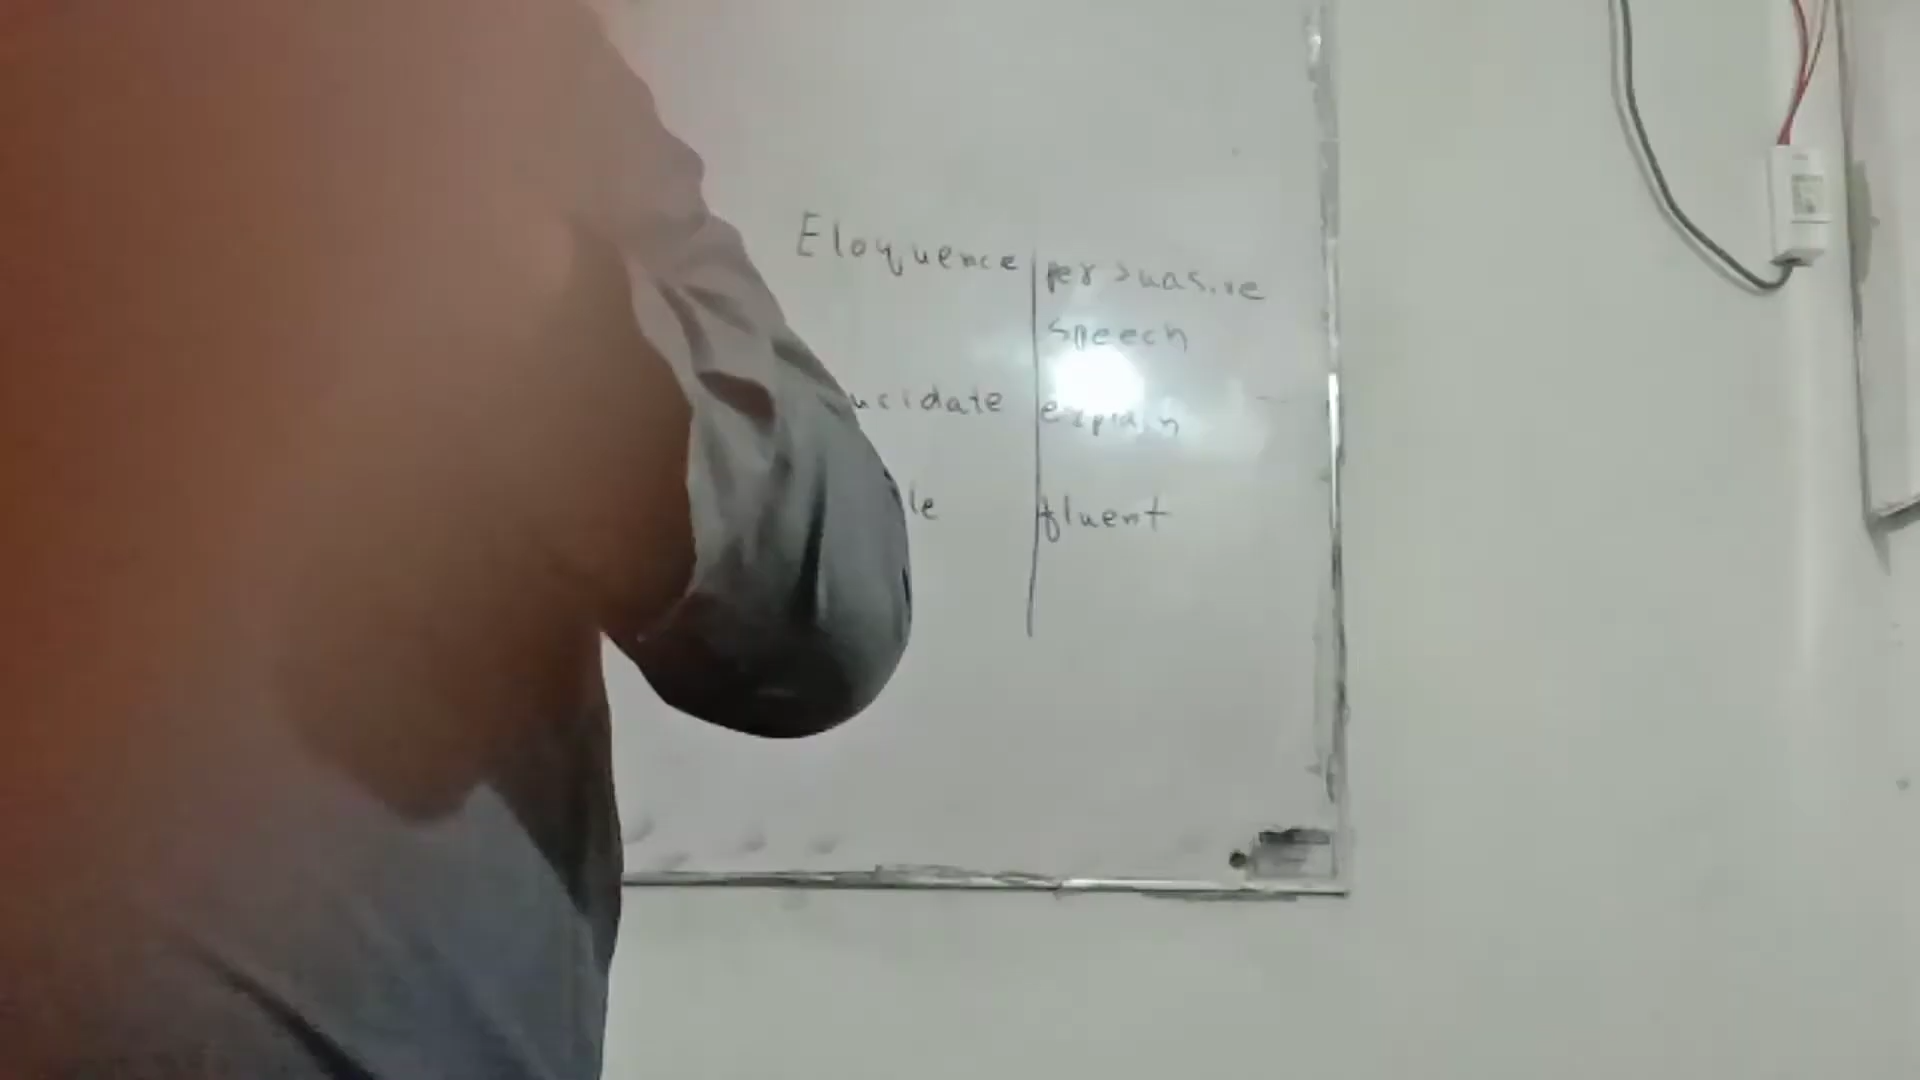 Eloquence persuasive
speech
ucidate explain
le fluent